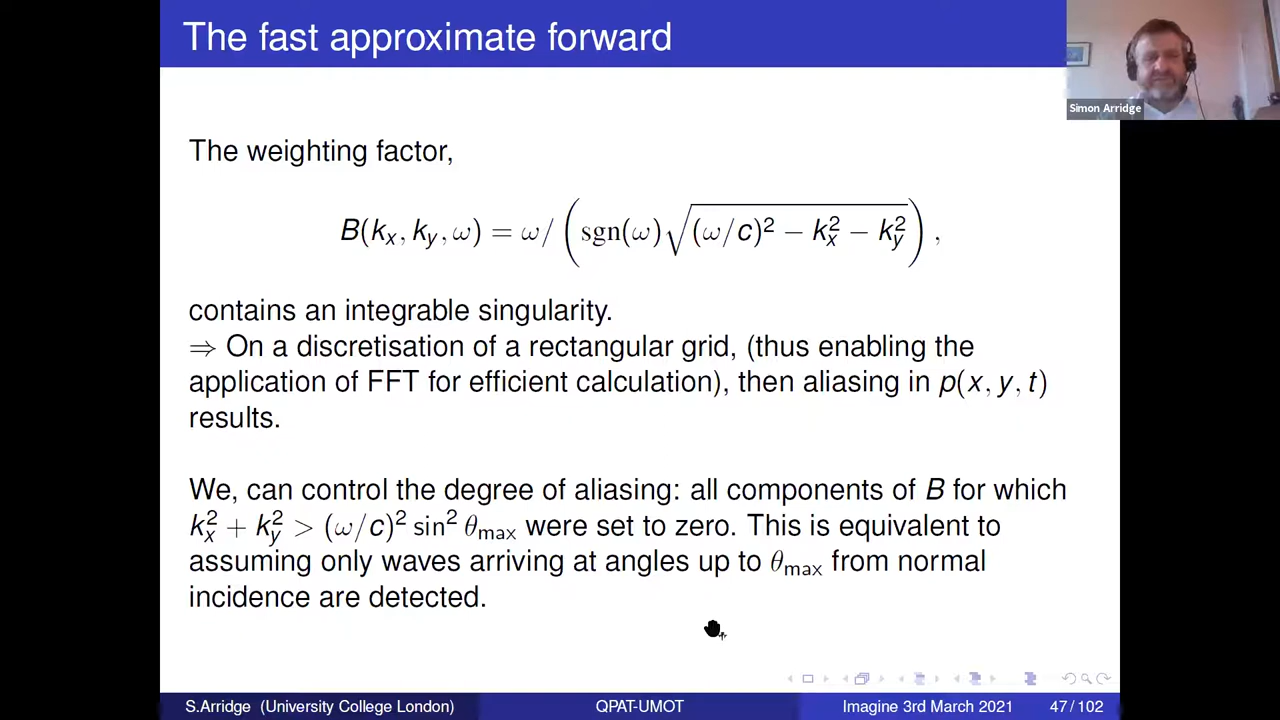 The fast approximate forward
Simon Arridge
The weighting factor,
B(kₓ, k_y, ω) = ω/ (sgn(ω)√((ω/c)² − kₓ² − k_y²)),
contains an integrable singularity.
⇒ On a discretisation of a rectangular grid, (thus enabling the
application of FFT for efficient calculation), then aliasing in p(x, y, t)
results.
We, can control the degree of aliasing: all components of B for which
kₓ² + k_y² > (ω/c)² sin² θ_max were set to zero. This is equivalent to
assuming only waves arriving at angles up to θ_max from normal
incidence are detected.
S.Arridge (University College London) QPAT-UMOT Imagine 3rd March 2021 47 / 102